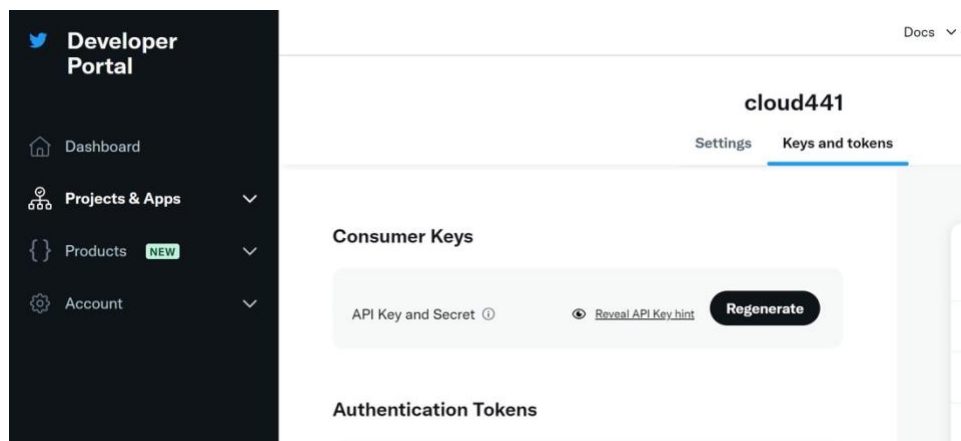 Developer
Portal
Docs
cloud441
Settings Keys and tokens
Dashboard
Projects & Apps
Products NEW
Account
Consumer Keys
API Key and Secret Reveal API Key hint Regenerate
Authentication Tokens